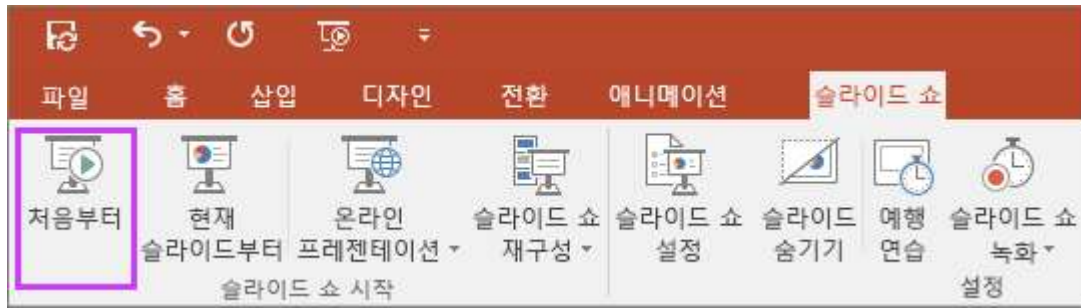 파일 홈 삽입 디자인 전환 애니메이션 슬라이드 쇼
처음부터 현재 온라인 슬라이드 쇼 슬라이드 쇼 슬라이드 예행 슬라이드 쇼
슬라이드부터 프레젠테이션 재구성 설정 숨기기 연습 녹화
슬라이드 쇼 시작 설정